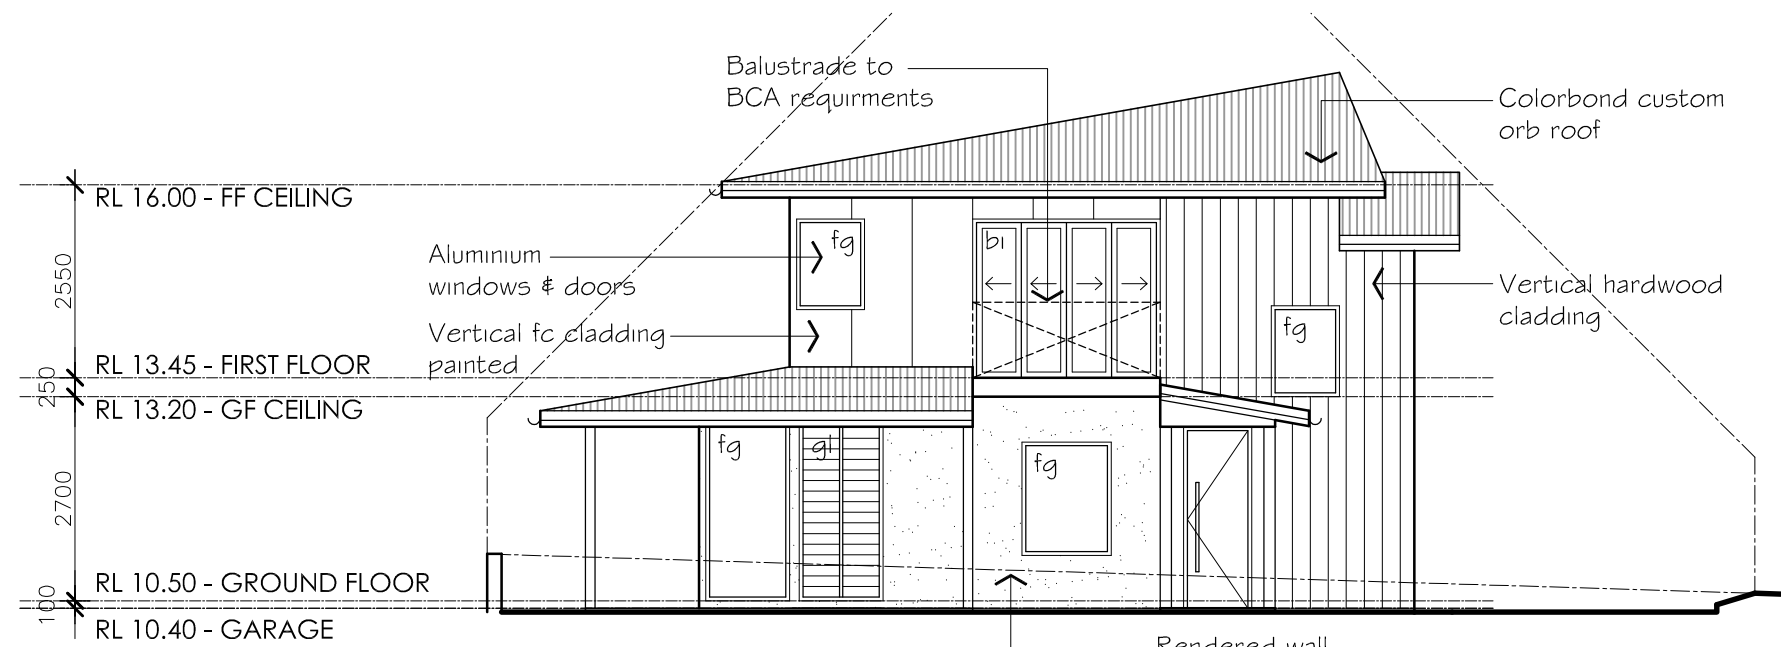 Balustrade to
BCA requirments
Colorbond custom
orb roof
RL 16.00 - FF CEILING
2550
Aluminium
windows & doors
fg
bi
Vertical hardwood
cladding
Vertical fc cladding
painted
fg
RL 13.45 - FIRST FLOOR
250
RL 13.20 - GF CEILING
2700
fg
gl
fg
RL 10.50 - GROUND FLOOR
100
RL 10.40 - GARAGE
Rendered wall